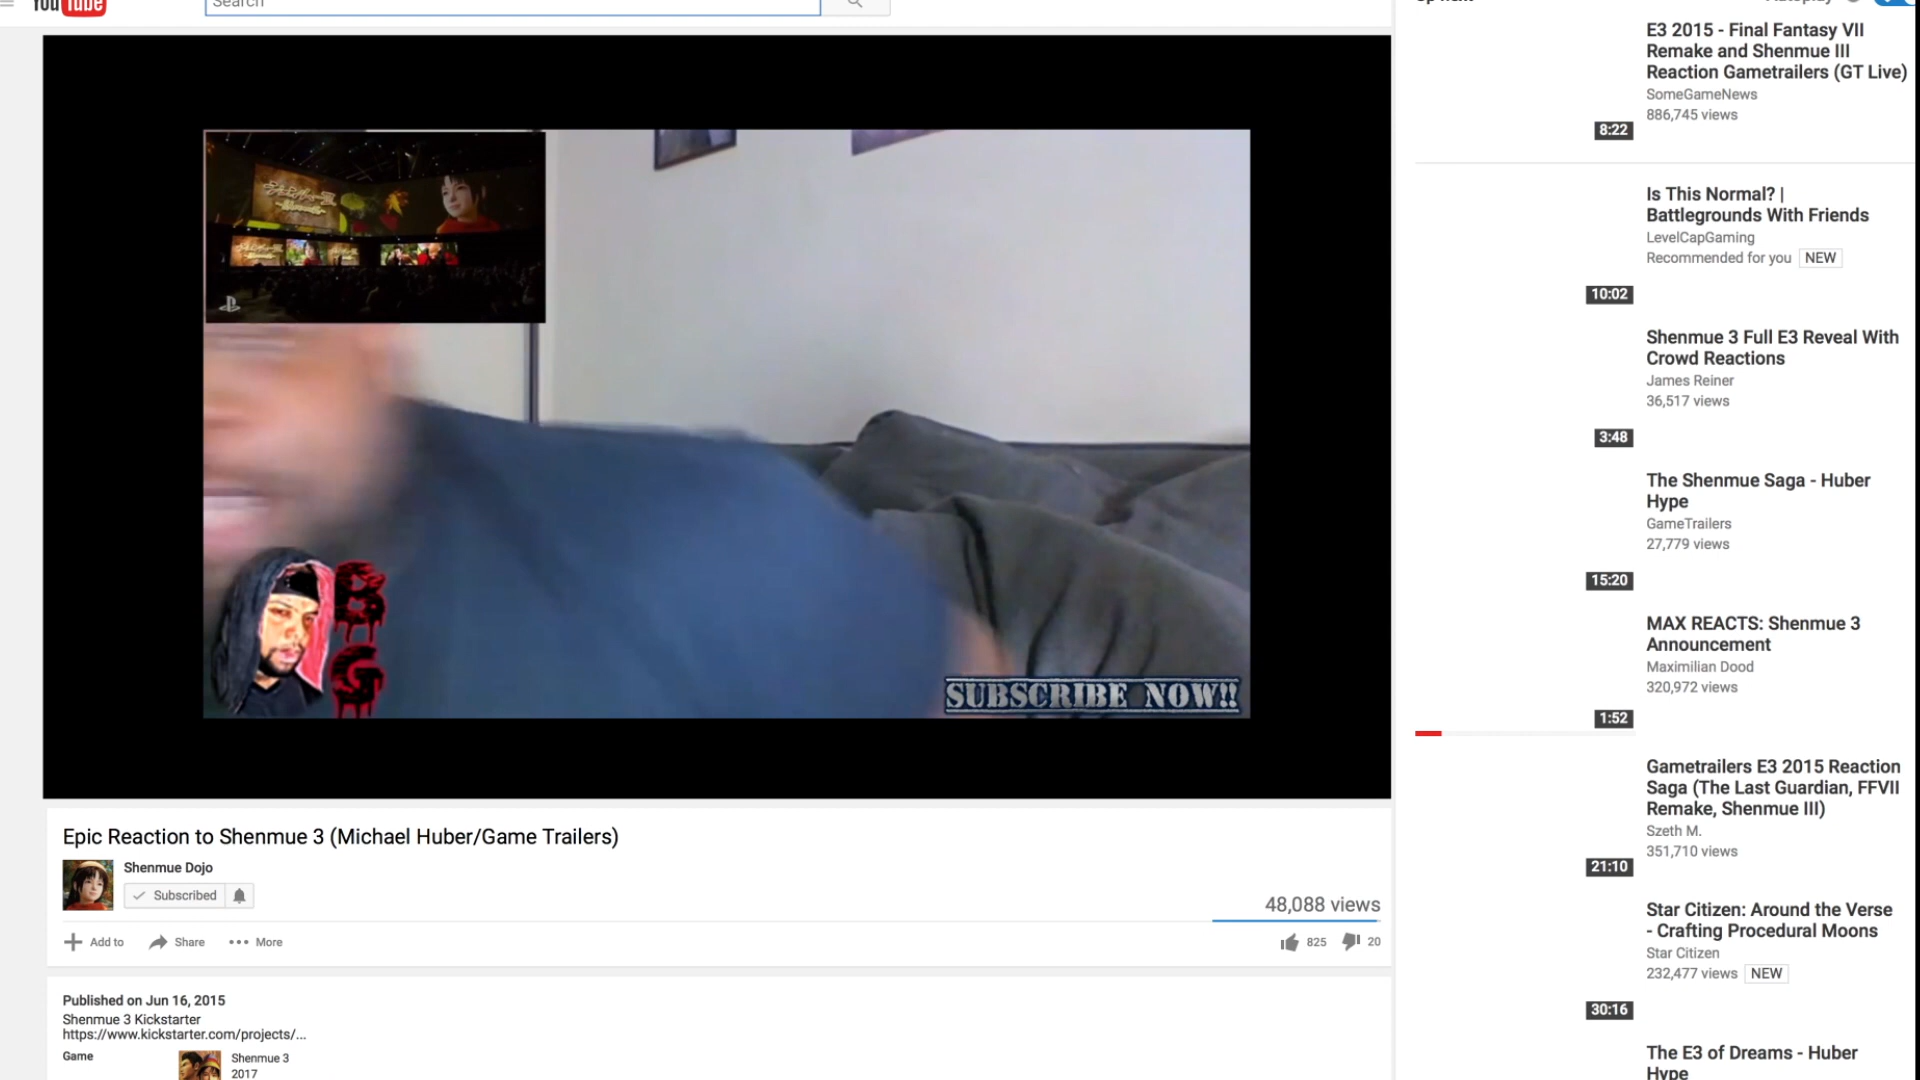 YouTube
Search
Up next
Autoplay
SUBSCRIBE NOW!!
BIG
Epic Reaction to Shenmue 3 (Michael Huber/Game Trailers)
Shenmue Dojo
Subscribed
48,088 views
Add to
Share
More
825
20
Published on Jun 16, 2015
Shenmue 3 Kickstarter
https://www.kickstarter.com/projects/...
Game
Shenmue 3
2017
E3 2015 - Final Fantasy VII
Remake and Shenmue III
Reaction Gametrailers (GT Live)
SomeGameNews
886,745 views
8:22
Is This Normal? |
Battlegrounds With Friends
LevelCapGaming
Recommended for you NEW
10:02
Shenmue 3 Full E3 Reveal With
Crowd Reactions
James Reiner
36,517 views
3:48
The Shenmue Saga - Huber
Hype
GameTrailers
27,779 views
15:20
MAX REACTS: Shenmue 3
Announcement
Maximilian Dood
320,972 views
1:52
Gametrailers E3 2015 Reaction
Saga (The Last Guardian, FFVII
Remake, Shenmue III)
Szeth M.
351,710 views
21:10
Star Citizen: Around the Verse
- Crafting Procedural Moons
Star Citizen
232,477 views NEW
30:16
The E3 of Dreams - Huber
Hype